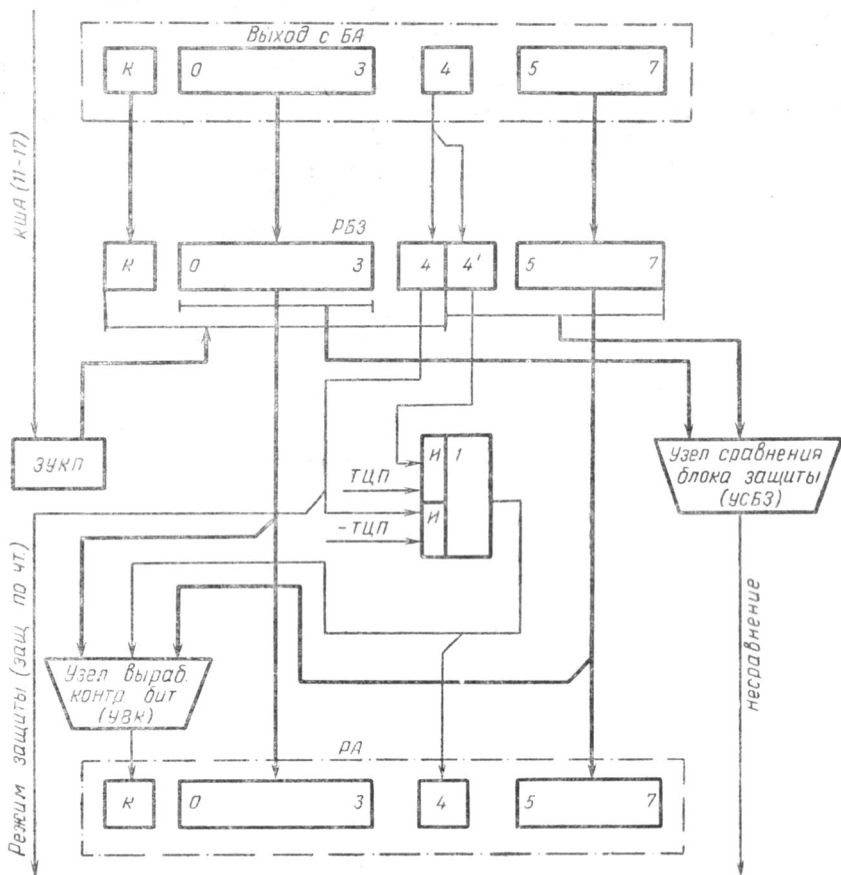 Выход с БА
К
0 3
4
5 7
КША (11-17)
РБЗ
К
0 3
4 4'
5 7
ЗУКП
И 1
ТЦП
И
-ТЦП
Узел сравнения
блока защиты
(УСБЗ)
Режим защиты (защ. по чт.)
несравнение
Узел выраб.
контр. бит
(УВК)
РА
К
0 3
4
5 7